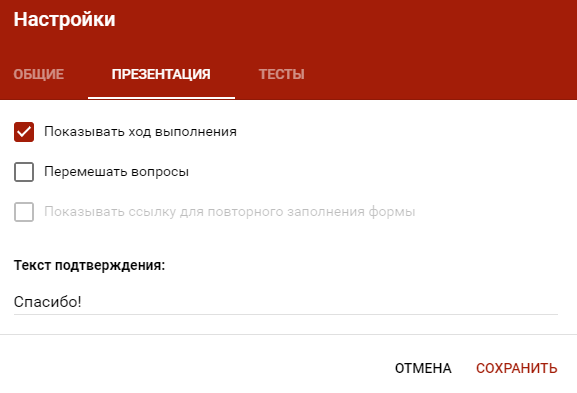 Настройки
ОБЩИЕ ПРЕЗЕНТАЦИЯ ТЕСТЫ
Показывать ход выполнения
Перемешать вопросы
Показывать ссылку для повторного заполнения формы
Текст подтверждения:
Спасибо!
ОТМЕНА СОХРАНИТЬ